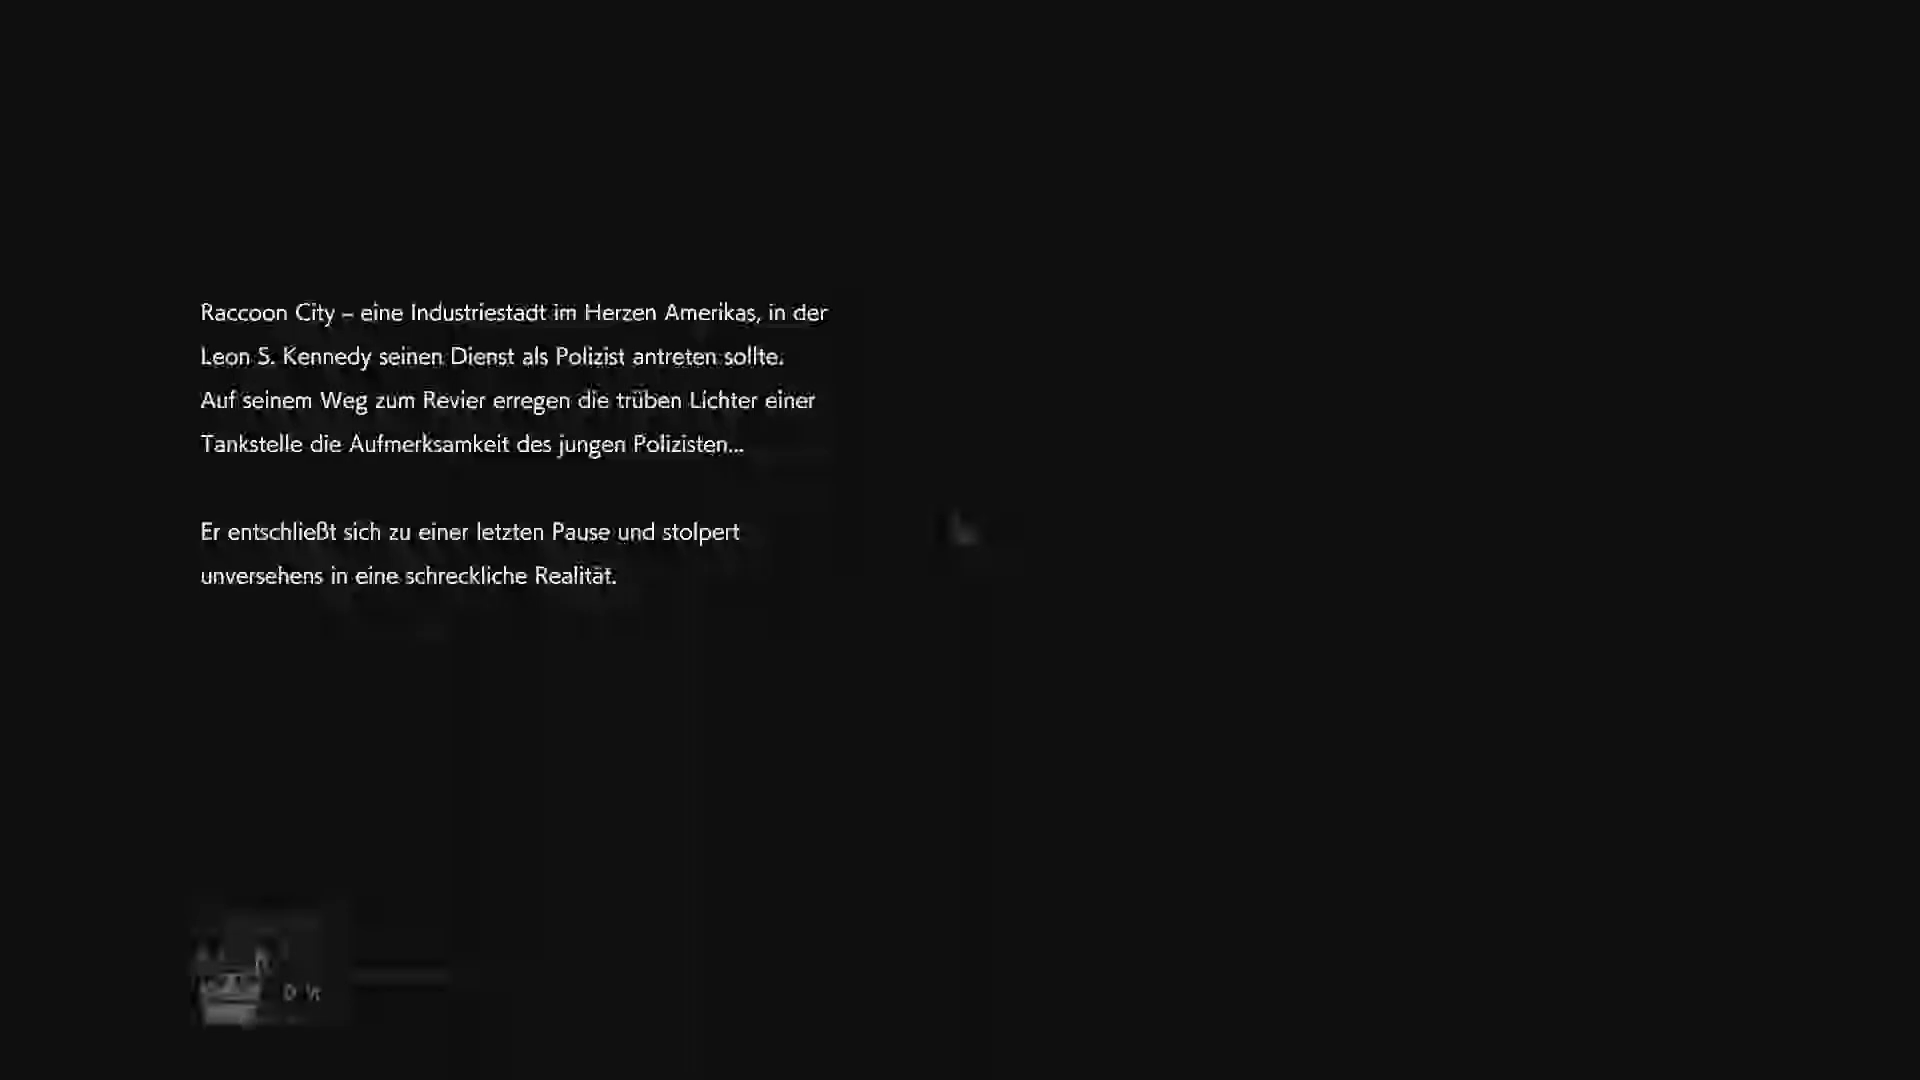 Raccoon City – eine Industriestadt im Herzen Amerikas, in der
Leon S. Kennedy seinen Dienst als Polizist antreten sollte.
Auf seinem Weg zum Revier erregen die trüben Lichter einer
Tankstelle die Aufmerksamkeit des jungen Polizisten...
Er entschließt sich zu einer letzten Pause und stolpert
unversehens in eine schreckliche Realität.